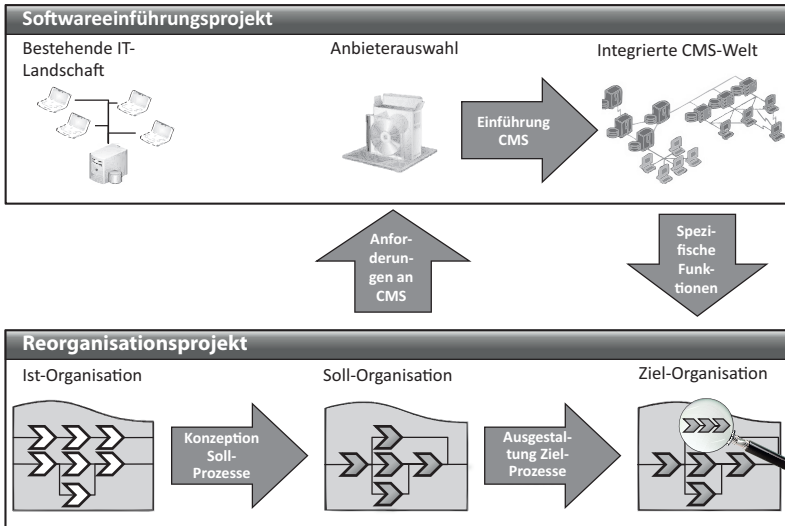 Softwareeinführungsprojekt
Bestehende IT-
Landschaft
Anbieterauswahl
Integrierte CMS-Welt
Einführung
CMS
Anfor-
derun-
gen an
CMS
Spezi-
fische
Funk-
tionen
Reorganisationsprojekt
Ist-Organisation
Soll-Organisation
Ziel-Organisation
Konzeption
Soll-
Prozesse
Ausgestal-
tung Ziel-
Prozesse